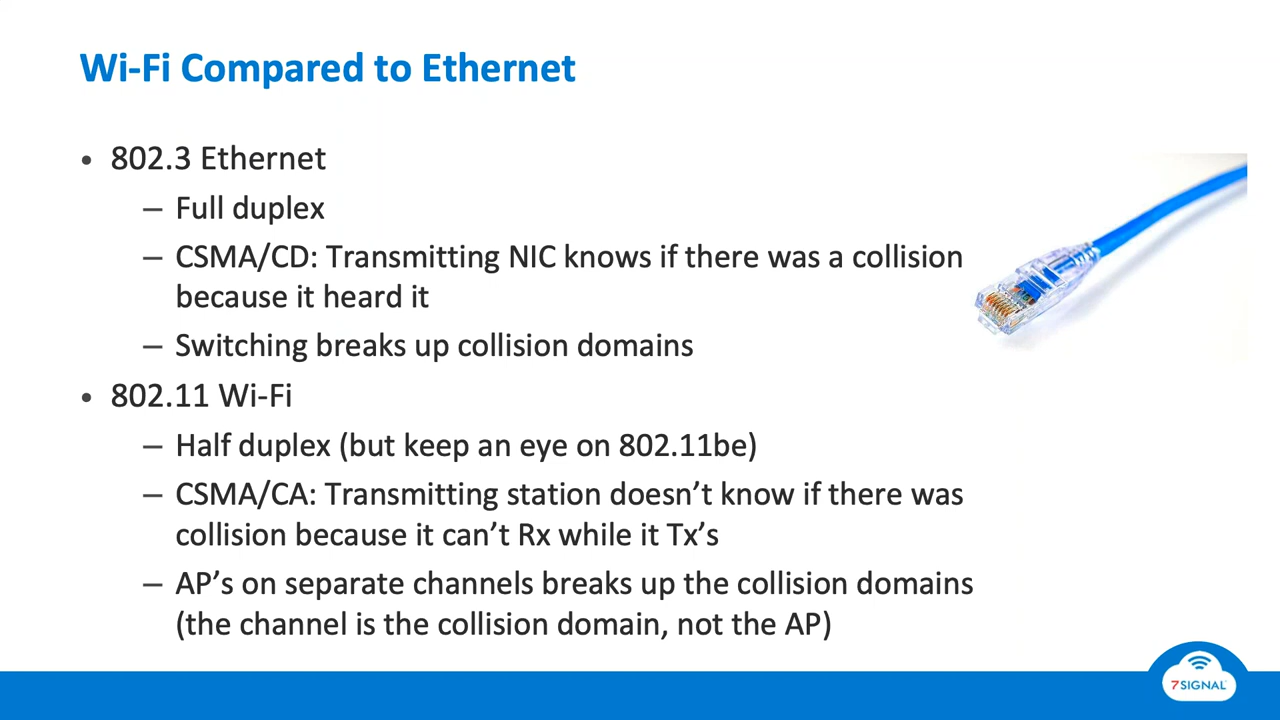 Wi-Fi Compared to Ethernet
• 802.3 Ethernet
– Full duplex
– CSMA/CD: Transmitting NIC knows if there was a collision
because it heard it
– Switching breaks up collision domains
• 802.11 Wi-Fi
– Half duplex (but keep an eye on 802.11be)
– CSMA/CA: Transmitting station doesn’t know if there was
collision because it can’t Rx while it Tx’s
– AP’s on separate channels breaks up the collision domains
(the channel is the collision domain, not the AP)
7SIGNAL